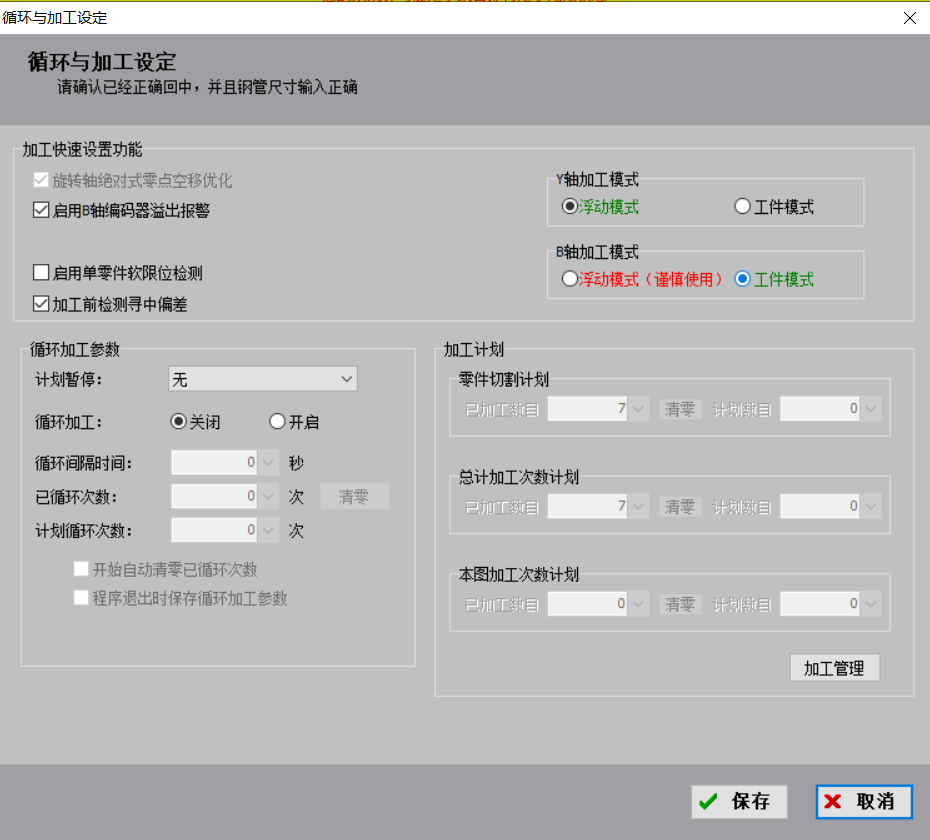 循环与加工设定
循环与加工设定
请确认已经正确回中，并且钢管尺寸输入正确
加工快速设置功能
旋转轴绝对式零点空移优化
启用B轴编码器溢出报警
启用单零件软限位检测
加工前检测寻中偏差
Y轴加工模式
浮动模式 工件模式
B轴加工模式
浮动模式（谨慎使用） 工件模式
循环加工参数
计划暂停： 无
循环加工： 关闭 开启
循环间隔时间： 0 秒
已循环次数： 0 次 清零
计划循环次数： 0 次
开始自动清零已循环次数
程序退出时保存循环加工参数
加工计划
零件切割计划
已加工数目 7 清零 计划数目 0
总计加工次数计划
已加工数目 7 清零 计划数目 0
本图加工次数计划
已加工数目 0 清零 计划数目 0
加工管理
保存 取消